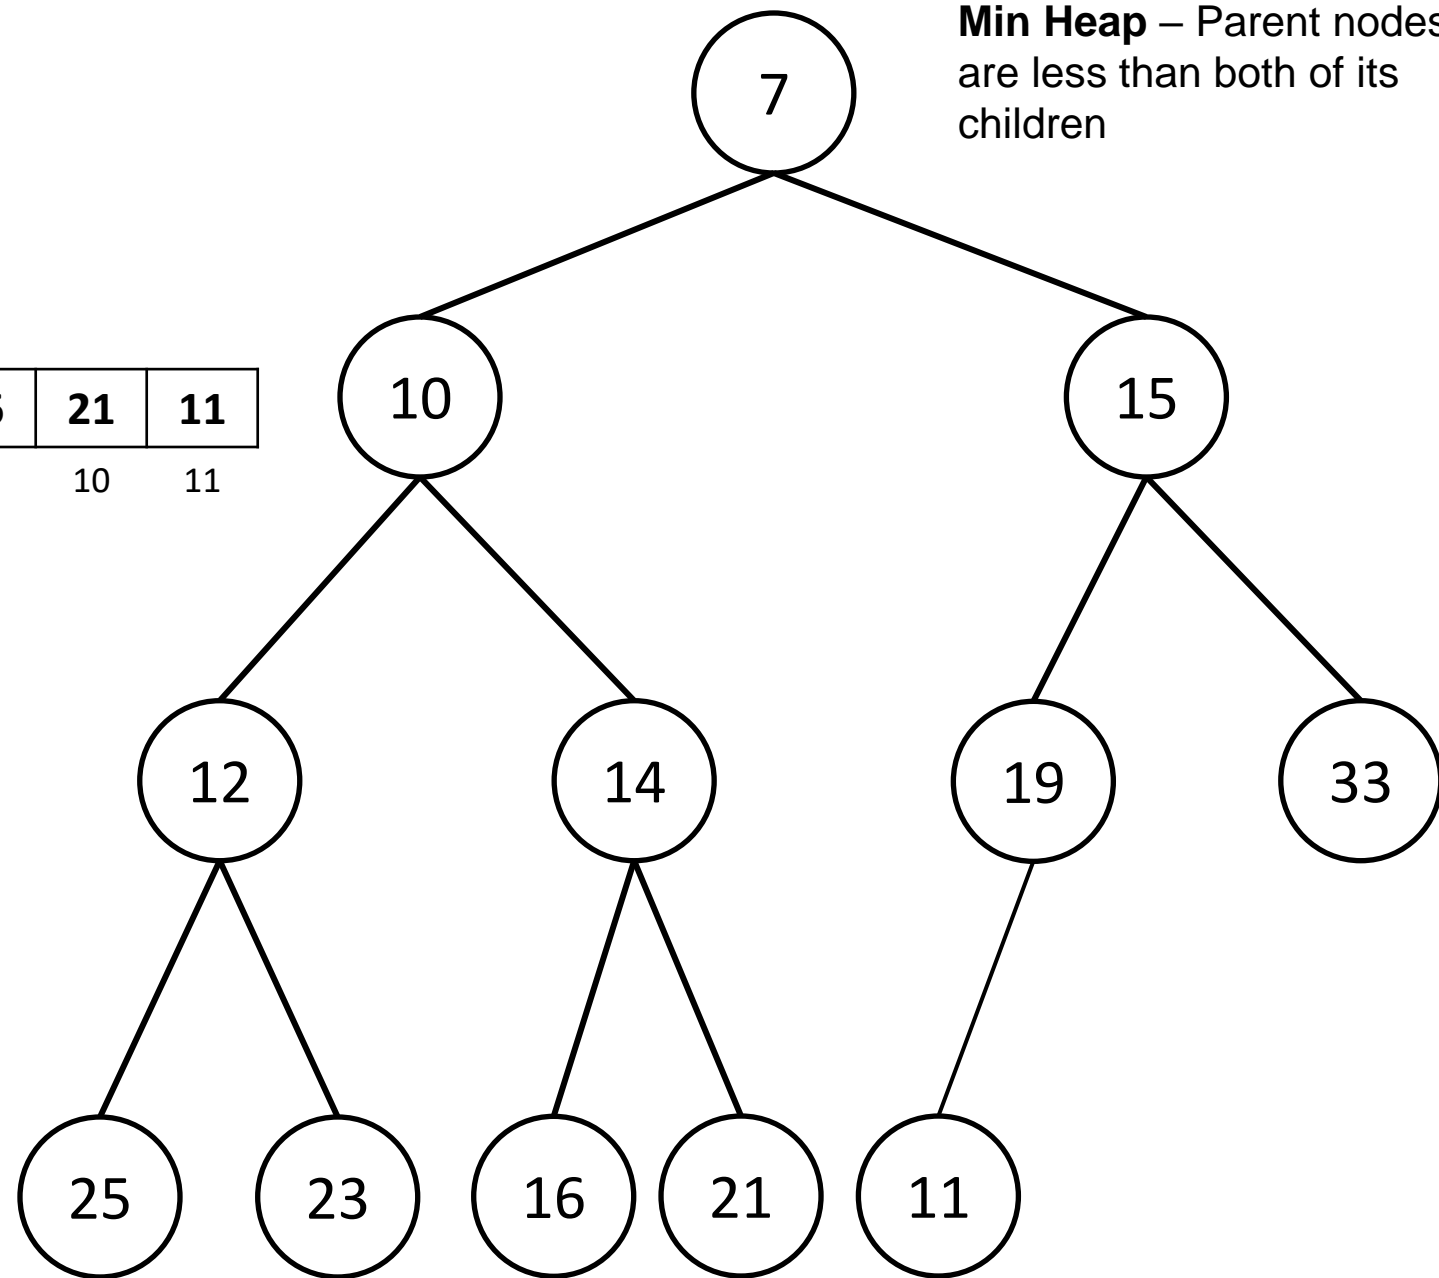 7
Min Heap – Parent nodes
are less than both of its
children
10
15
21 11
10 11
12 14 19 33
25 23 16 21 11